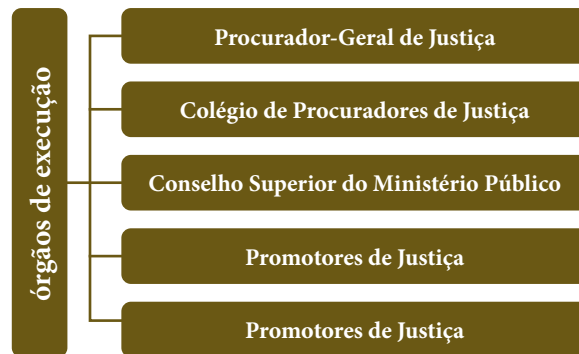 órgãos de execução
Procurador-Geral de Justiça
Colégio de Procuradores de Justiça
Conselho Superior do Ministério Público
Promotores de Justiça
Promotores de Justiça